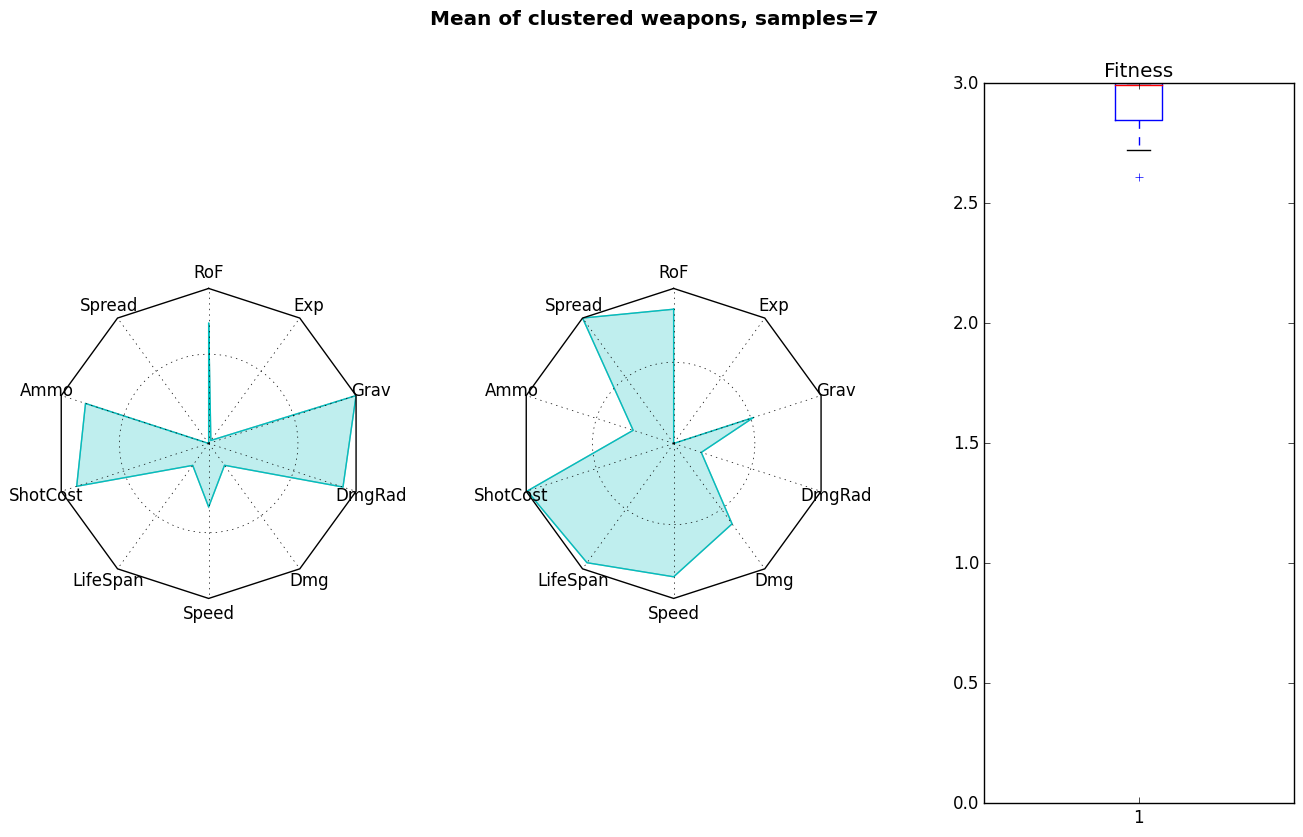 Mean of clustered weapons, samples=7
RoF
Exp
Grav
DmgRad
Dmg
Speed
LifeSpan
ShotCost
Ammo
Spread
RoF
Exp
Grav
DmgRad
Dmg
Speed
LifeSpan
ShotCost
Ammo
Spread
Fitness
3.0
2.5
2.0
1.5
1.0
0.5
0.0
1